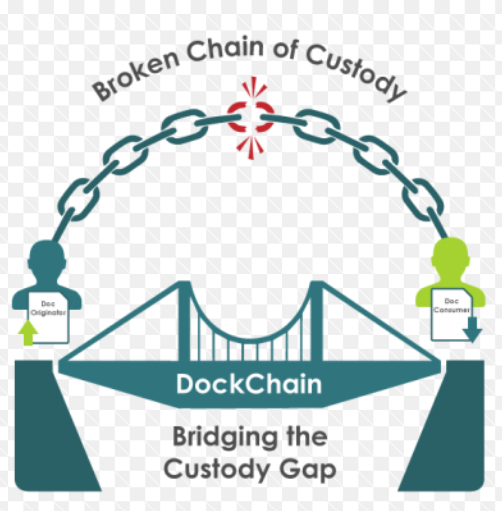 Broken Chain of Custody
Doc
Originator
Doc
Consumer
DockChain
Bridging the
Custody Gap